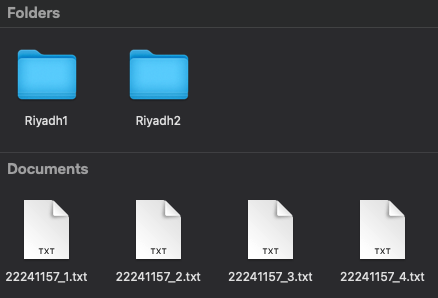 Folders
Riyadh1 Riyadh2
Documents
TXT TXT TXT TXT
22241157_1.txt 22241157_2.txt 22241157_3.txt 22241157_4.txt